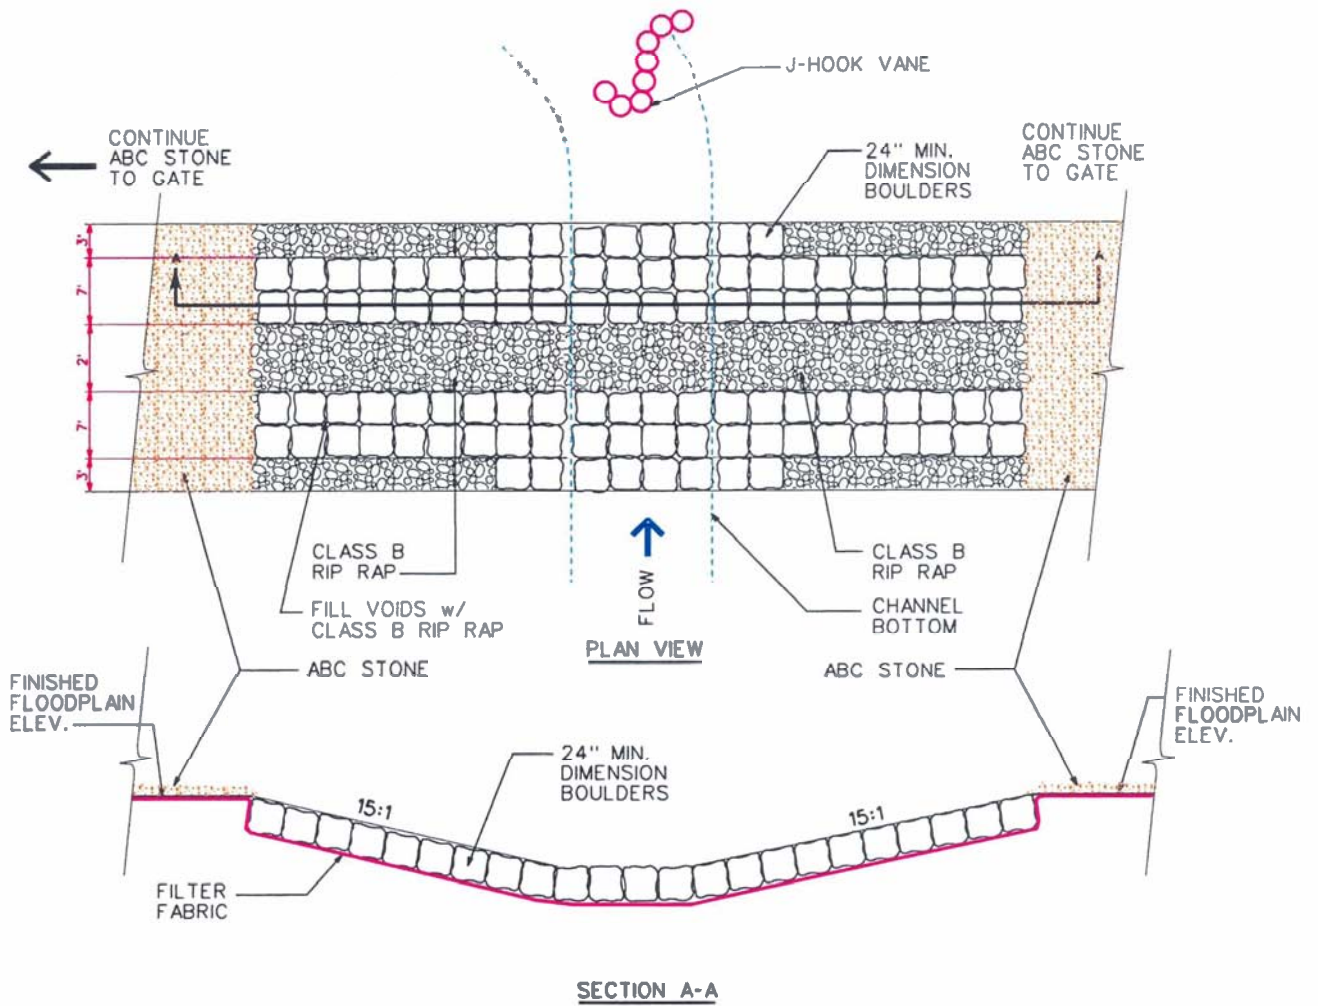 J-HOOK VANE
CONTINUE
ABC STONE
TO GATE
24" MIN.
DIMENSION
BOULDERS
CONTINUE
ABC STONE
TO GATE
3'
7'
2'
7'
3'
A
A
CLASS B
RIP RAP
FILL VOIDS w/
CLASS B RIP RAP
FLOW
CLASS B
RIP RAP
CHANNEL
BOTTOM
PLAN VIEW
ABC STONE
ABC STONE
FINISHED
FLOODPLAIN
ELEV.
FINISHED
FLOODPLAIN
ELEV.
24" MIN.
DIMENSION
BOULDERS
15:1
15:1
FILTER
FABRIC
SECTION A-A